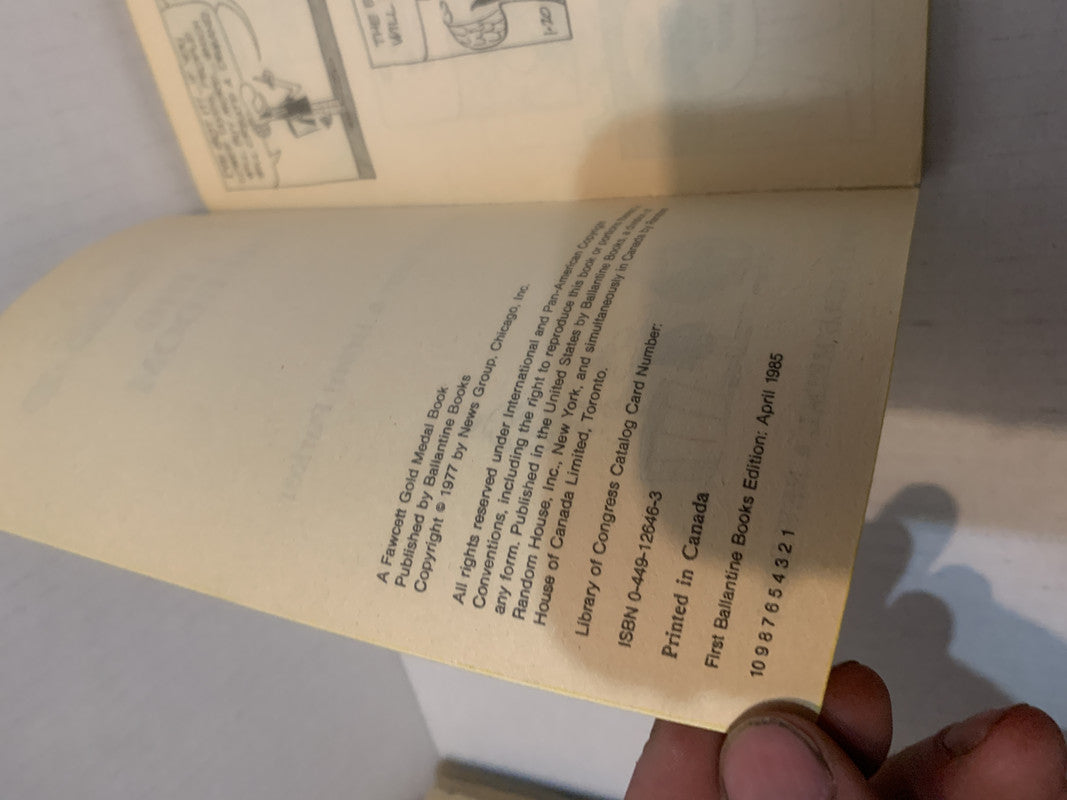 A Fawcett Gold Medal Book
Published by Ballantine Books
Copyright © 1977 by News Group, Chicago, Inc.
All rights reserved under International and Pan-American Copyright
Conventions, including the right to reproduce this book or portions
any form. Published in the United States by Ballantine Books, a division of
Random House, Inc., New York, and simultaneously in Canada by Random
House of Canada Limited, Toronto.
Library of Congress Catalog Card Number:
ISBN 0-449-12646-3
Printed in Canada
First Ballantine Books Edition: April 1985
10 9 8 7 6 5 4 3 2 1
THE
WILL
1-20